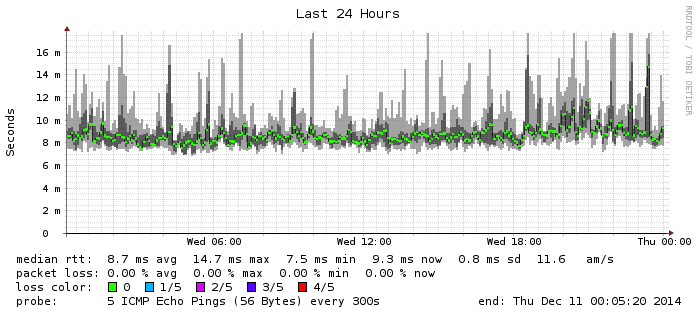 Last 24 Hours
RRDTOOL / TOBI OETIKER
Seconds
16 m
14 m
12 m
10 m
8 m
6 m
4 m
2 m
0
Wed 06:00 Wed 12:00 Wed 18:00 Thu 00:00
median rtt: 8.7 ms avg 14.7 ms max 7.5 ms min 9.3 ms now 0.8 ms sd 11.6 am/s
packet loss: 0.00 % avg 0.00 % max 0.00 % min 0.00 % now
loss color: 0 1/5 2/5 3/5 4/5
probe: 5 ICMP Echo Pings (56 Bytes) every 300s end: Thu Dec 11 00:05:20 2014